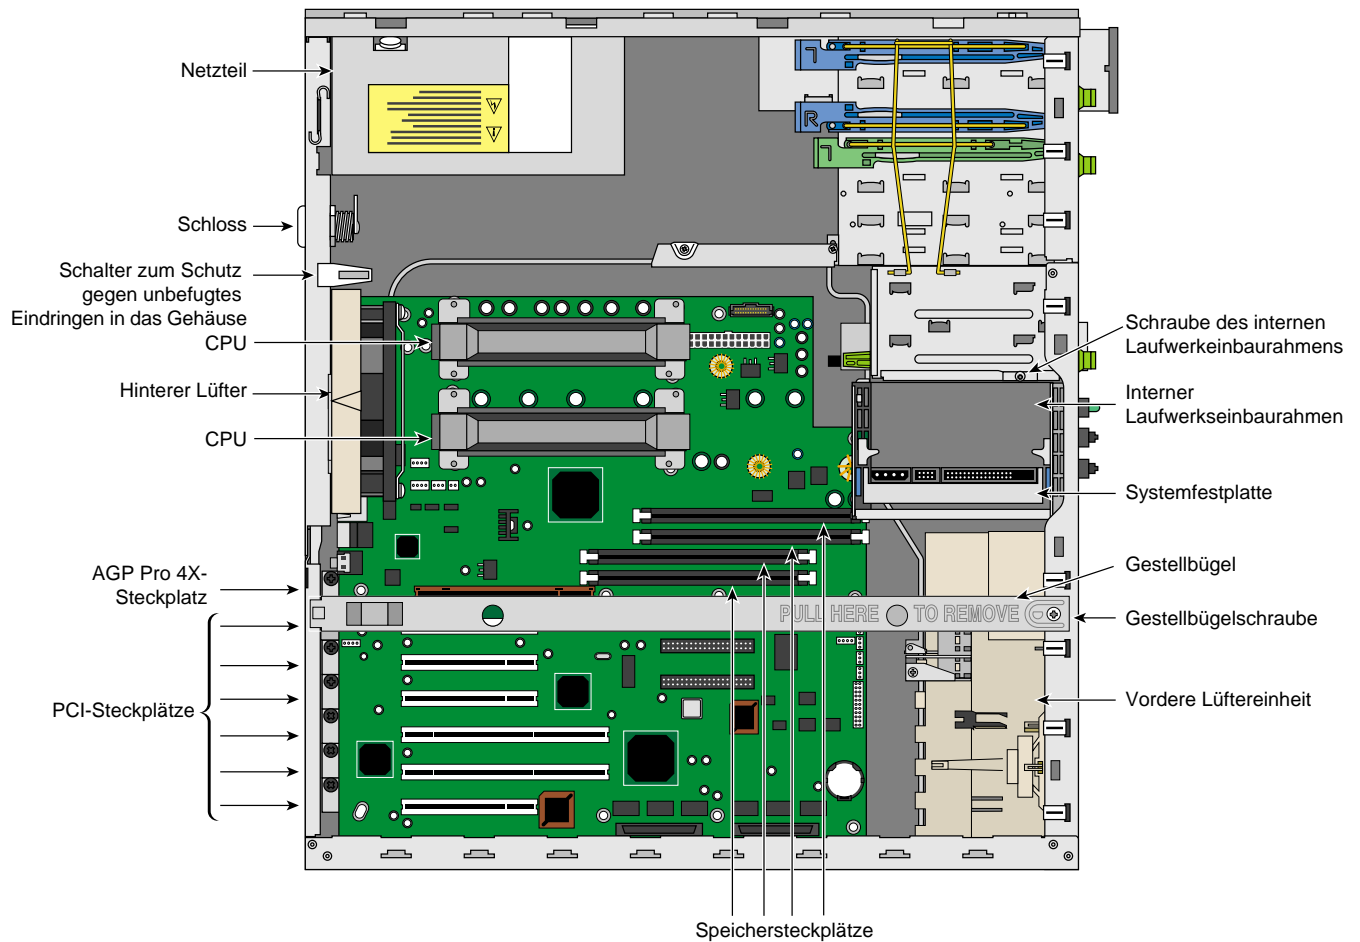 Netzteil
Schloss
Schalter zum Schutz
gegen unbefugtes
Eindringen in das Gehäuse
CPU
Hinterer Lüfter
CPU
AGP Pro 4X-
Steckplatz
PCI-Steckplätze
L
R
L
Schraube des internen
Laufwerkeinbaurahmens
Interner
Laufwerkseinbaurahmen
Systemfestplatte
Gestellbügel
PULL HERE TO REMOVE
Gestellbügelschraube
Vordere Lüftereinheit
Speichersteckplätze